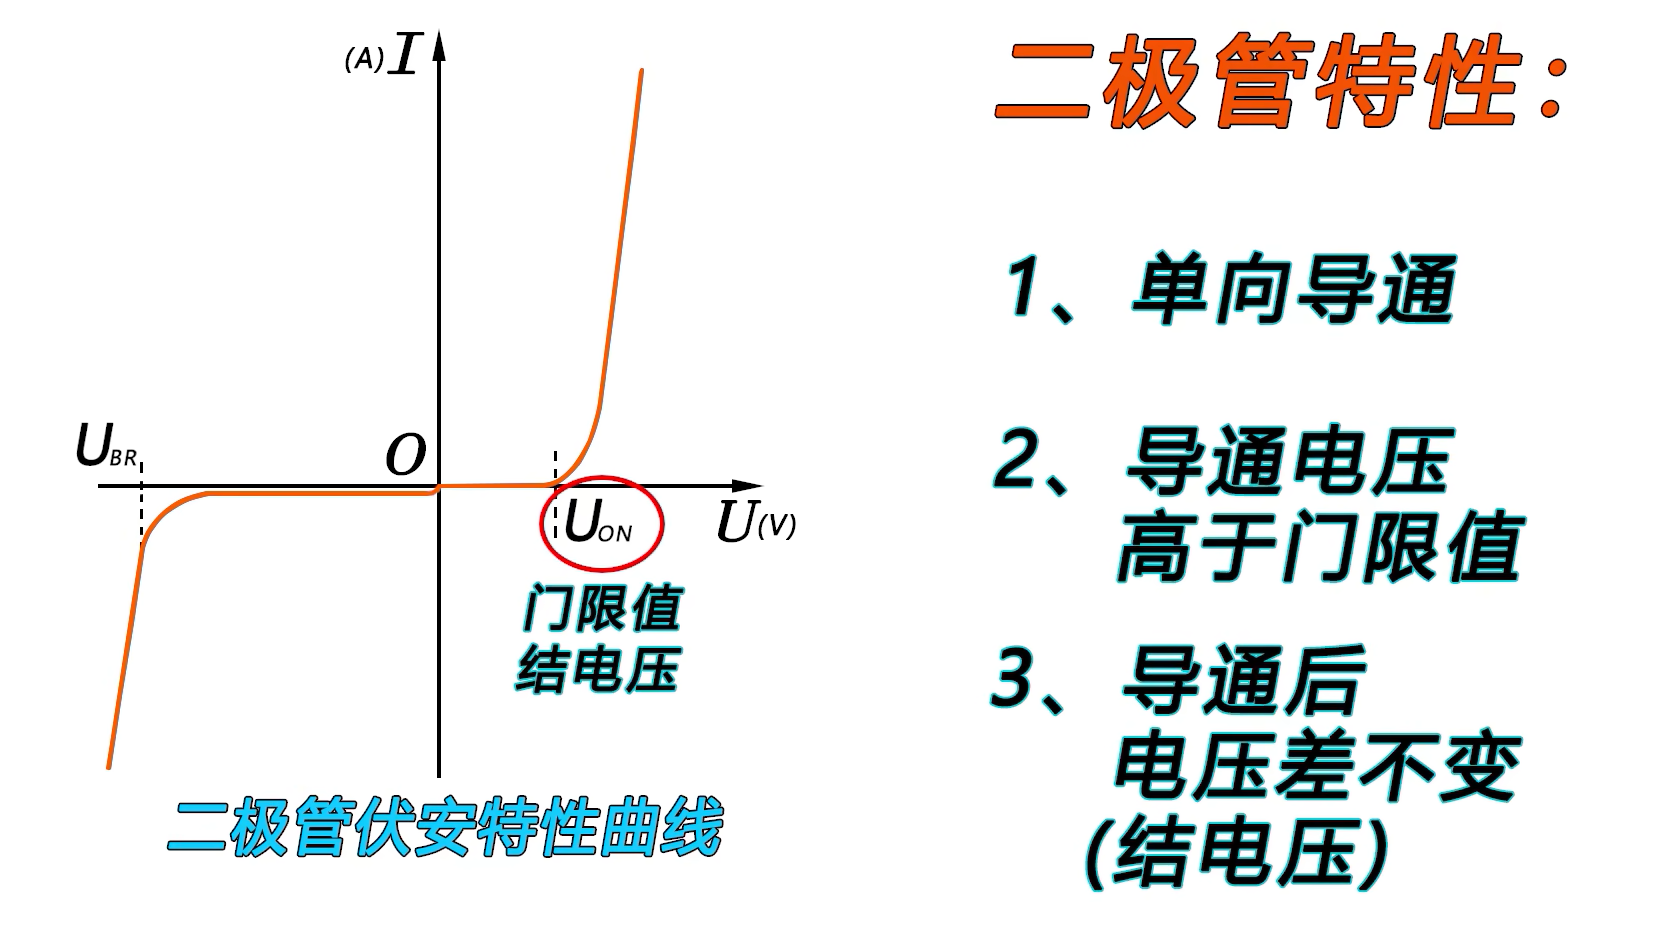 (A) I
U BR
O
U ON
U (V)
门限值
结电压
二极管伏安特性曲线
二极管特性：
1、单向导通
2、导通电压
高于门限值
3、导通后
电压差不变
(结电压)